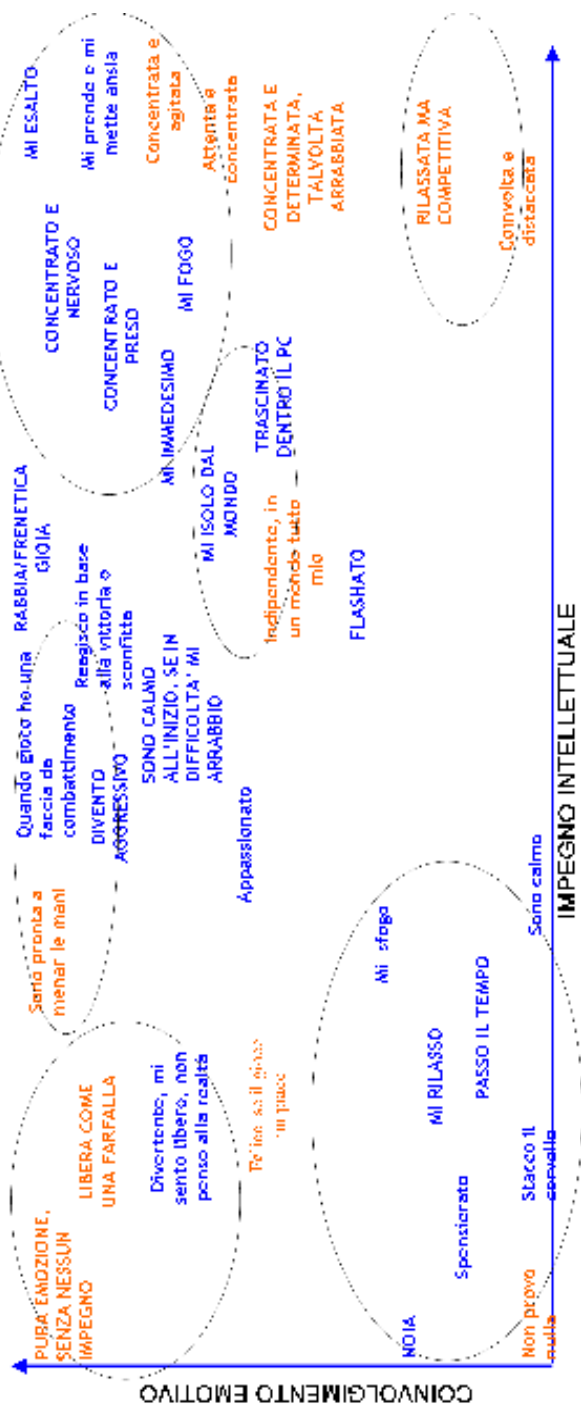 COINVOLGIMENTO EMOTIVO
PURA EMOZIONE,
SENZA NESSUN
IMPEGNO
LIBERA COME
UNA FARFALLA
Divertente, mi
sento libero, non
penso alla realtà
Sono pronta a
menar le mani
Quando gioco ho una
faccia da
combattimento
DIVENTO
AGGRESSIVO
RABBIA/FRENETICA
GIOIA
Reagisco in base
alla vittoria o
sconfitta
SONO CALMO
ALL'INIZIO, SE IN
DIFFICOLTA' MI
ARRABBIO
Appassionato
MI ESALTO
Mi prende e mi
mette ansia
CONCENTRATO E
NERVOSO
CONCENTRATO E
PRESO
Concentrata e
agitata
MI IMMEDESIMO
MI FOGO
Attenta e
concentrata
MI ISOLO DAL
MONDO
TRASCINATO
DENTRO IL PC
CONCENTRATA E
DETERMINATA,
TALVOLTA
ARRABBIATA
Indipendente, in
un mondo tutto
mio
FLASHATO
se il gioco
mi piace
NOIA
Spensierato
MI RILASSO
Mi sfogo
PASSO IL TEMPO
RILASSATA MA
COMPETITIVA
Non provo
nulla
Stacco il
cervello
Sono calmo
Coinvolta e
distaccata
IMPEGNO INTELLETTUALE